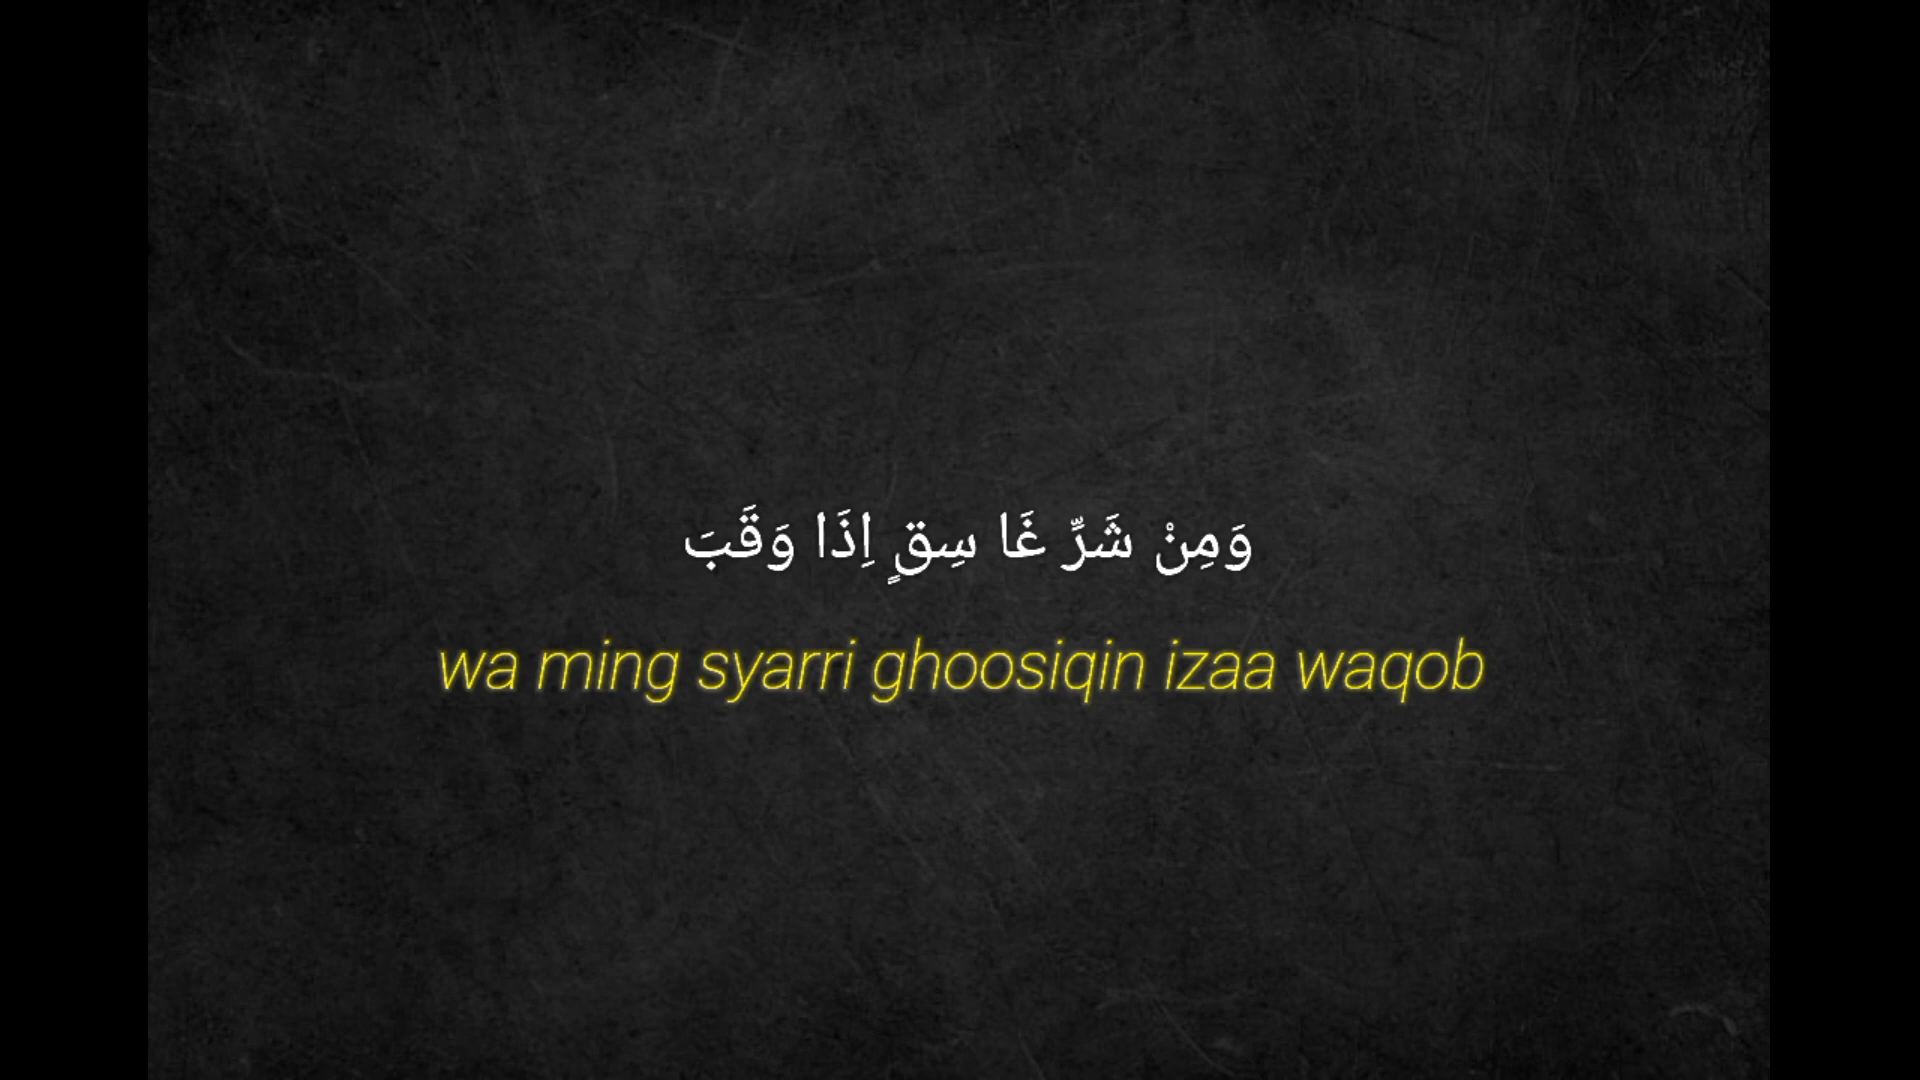 وَمِنْ شَرِّ غَا سِقٍ اِذَا وَقَبَ
wa ming syarri ghoosiqin izaa waqob